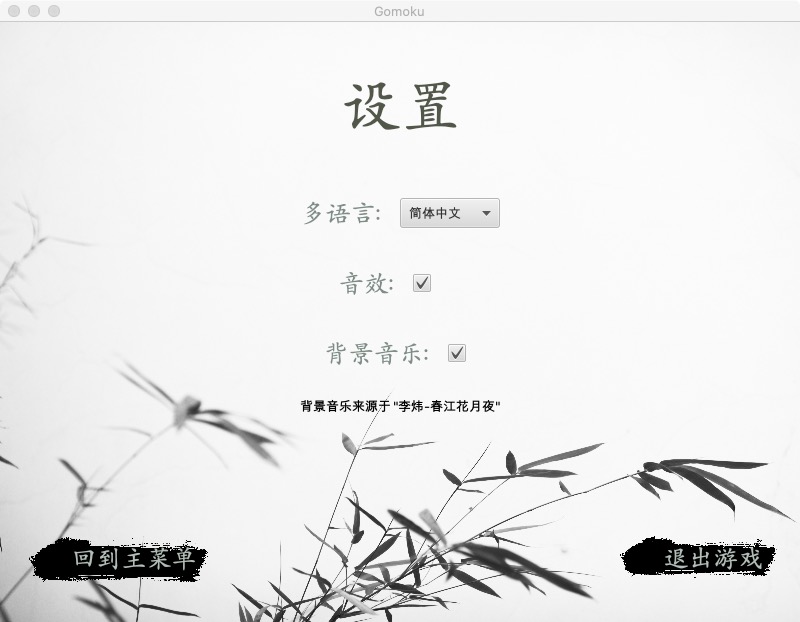 Gomoku
设置
多语言: 简体中文
音效:
背景音乐:
背景音乐来源于"李炜-春江花月夜"
回到主菜单
退出游戏